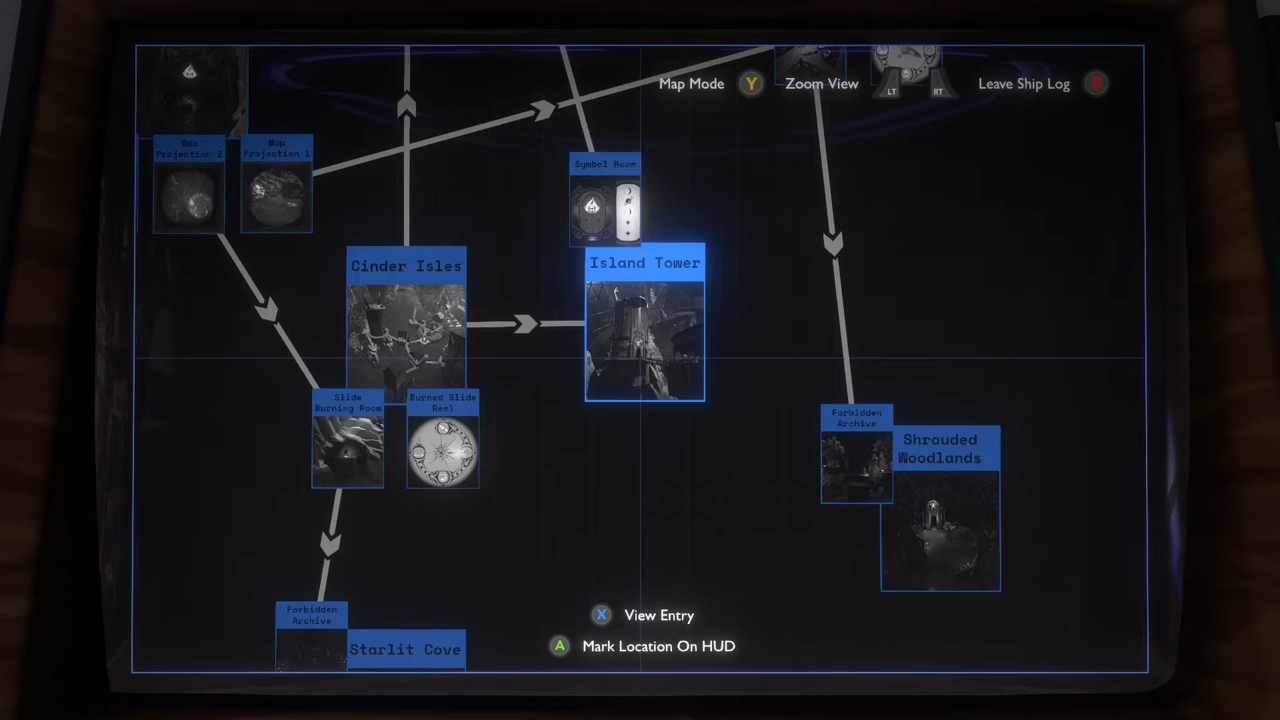 Map Mode
Y
Zoom View
LT
RT
Leave Ship Log
B
Map
Projection 2
Map
Projection 1
Symbol Room
Cinder Isles
Island Tower
Slide
Burning Room
Burned Slide
Reel
Forbidden
Archive
Shrouded
Woodlands
Forbidden
Archive
Starlit Cove
X
View Entry
A
Mark Location On HUD